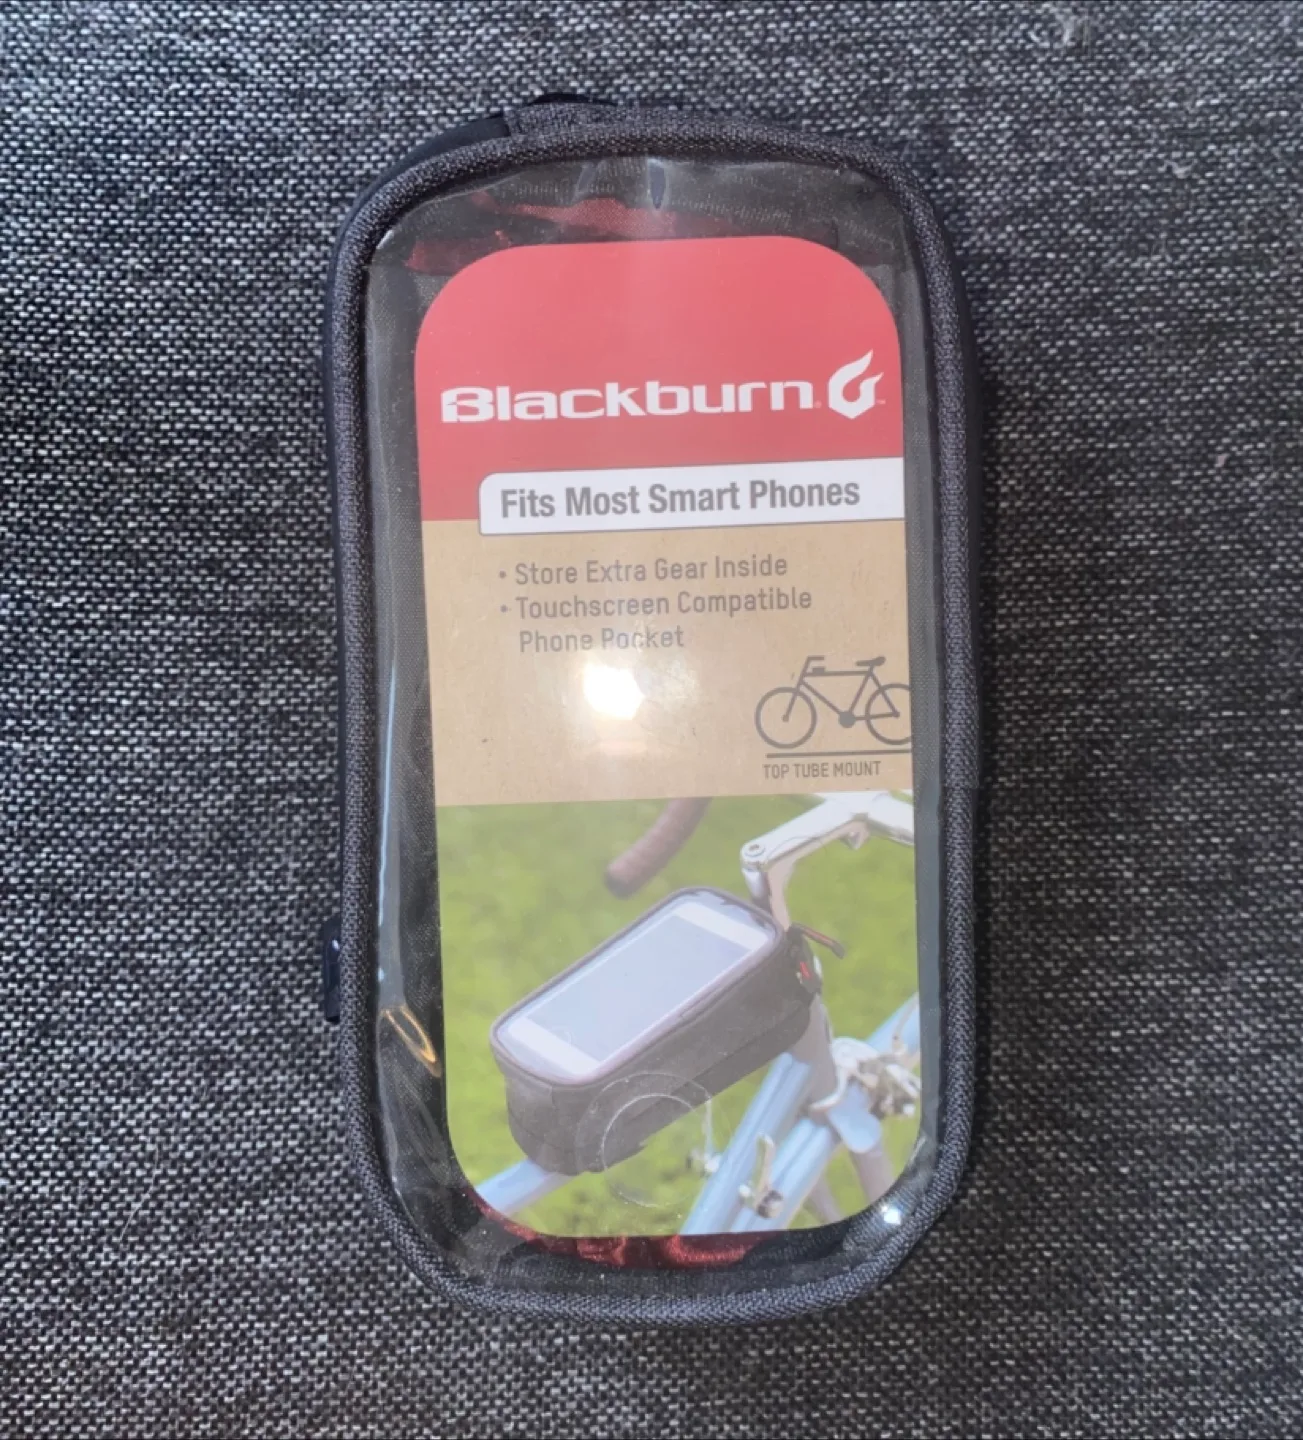 Blackburn
Fits Most Smart Phones
• Store Extra Gear Inside
• Touchscreen Compatible
Phone Pocket
TOP TUBE MOUNT